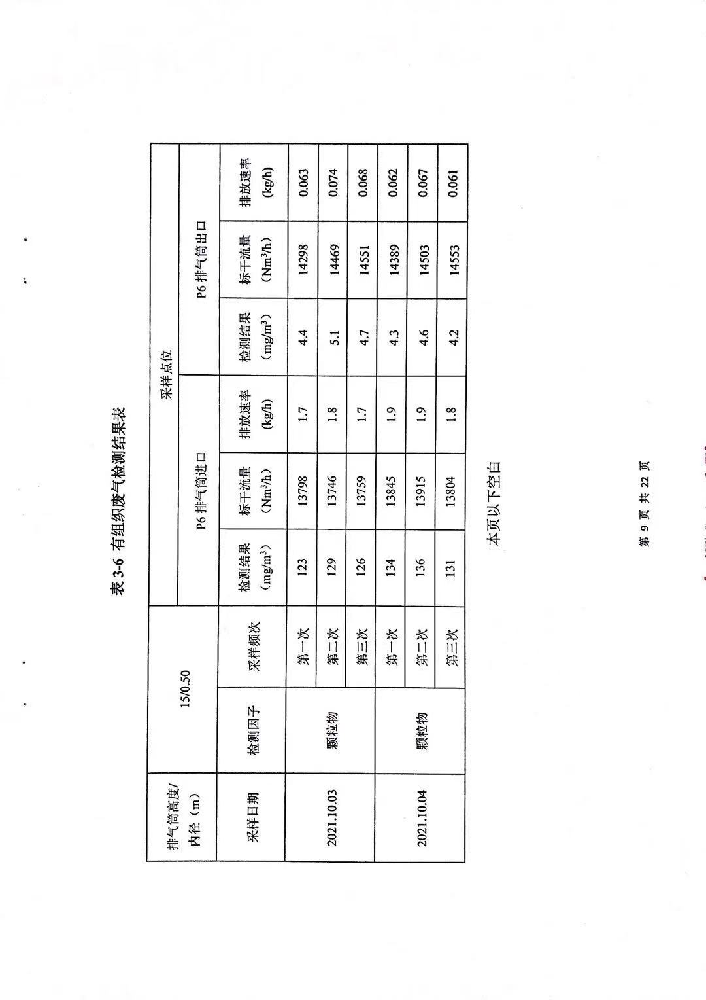 表 3-6 有组织废气检测结果表
排气筒高度/
内径（m）
15/0.50
采样点位
P6 排气筒进口
P6 排气筒出口
采样日期
检测因子
采样频次
检测结果
（mg/m³）
标干流量
（Nm³/h）
排放速率
(kg/h)
检测结果
（mg/m³）
标干流量
（Nm³/h）
排放速率
(kg/h)
2021.10.03
颗粒物
第一次 123 13798 1.7 4.4 14298 0.063
第二次 129 13746 1.8 5.1 14469 0.074
第三次 126 13759 1.7 4.7 14551 0.068
2021.10.04
颗粒物
第一次 134 13845 1.9 4.3 14389 0.062
第二次 136 13915 1.9 4.6 14503 0.067
第三次 131 13804 1.8 4.2 14553 0.061
本页以下空白
第 9 页 共 22 页